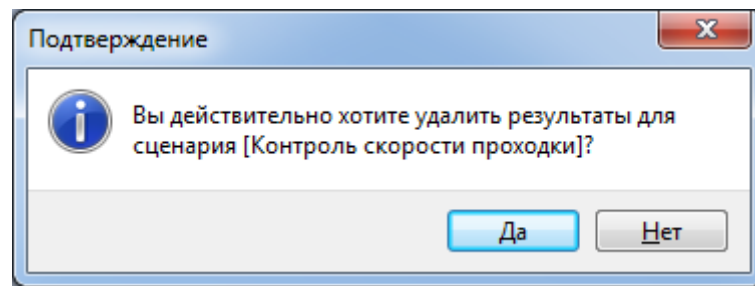 Подтверждение
Вы действительно хотите удалить результаты для
сценария [Контроль скорости проходки]?
Да
Нет